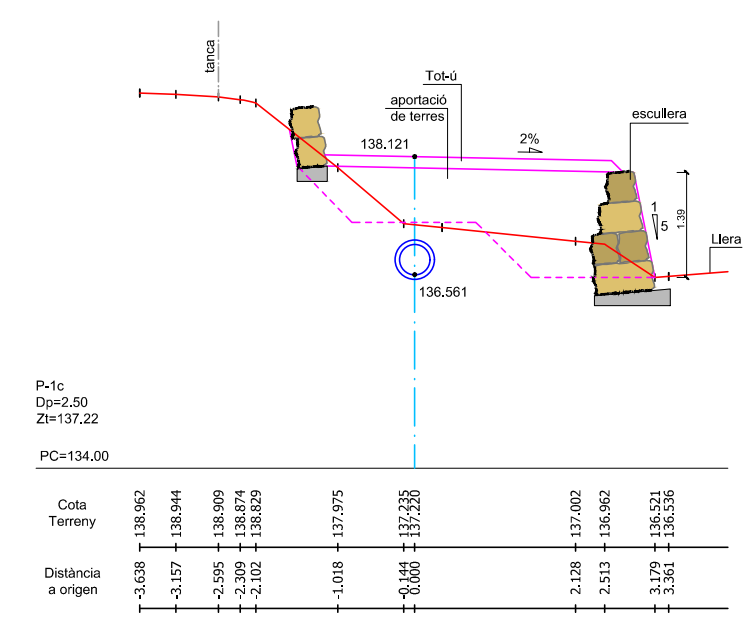 tanca
Tot-ú
aportació
de terres
138.121
2%
escullera
1
5
1.39
Llera
136.561
P-1c
Dp=2.50
Zt=137.22
PC=134.00
Cota
Terreny
138.962
138.944
138.909
138.874
138.829
137.975
137.235
137.220
137.002
136.962
136.521
136.536
Distància
a origen
-3.638
-3.157
-2.595
-2.309
-2.102
-1.018
-0.144
0.000
2.128
2.513
3.179
3.361